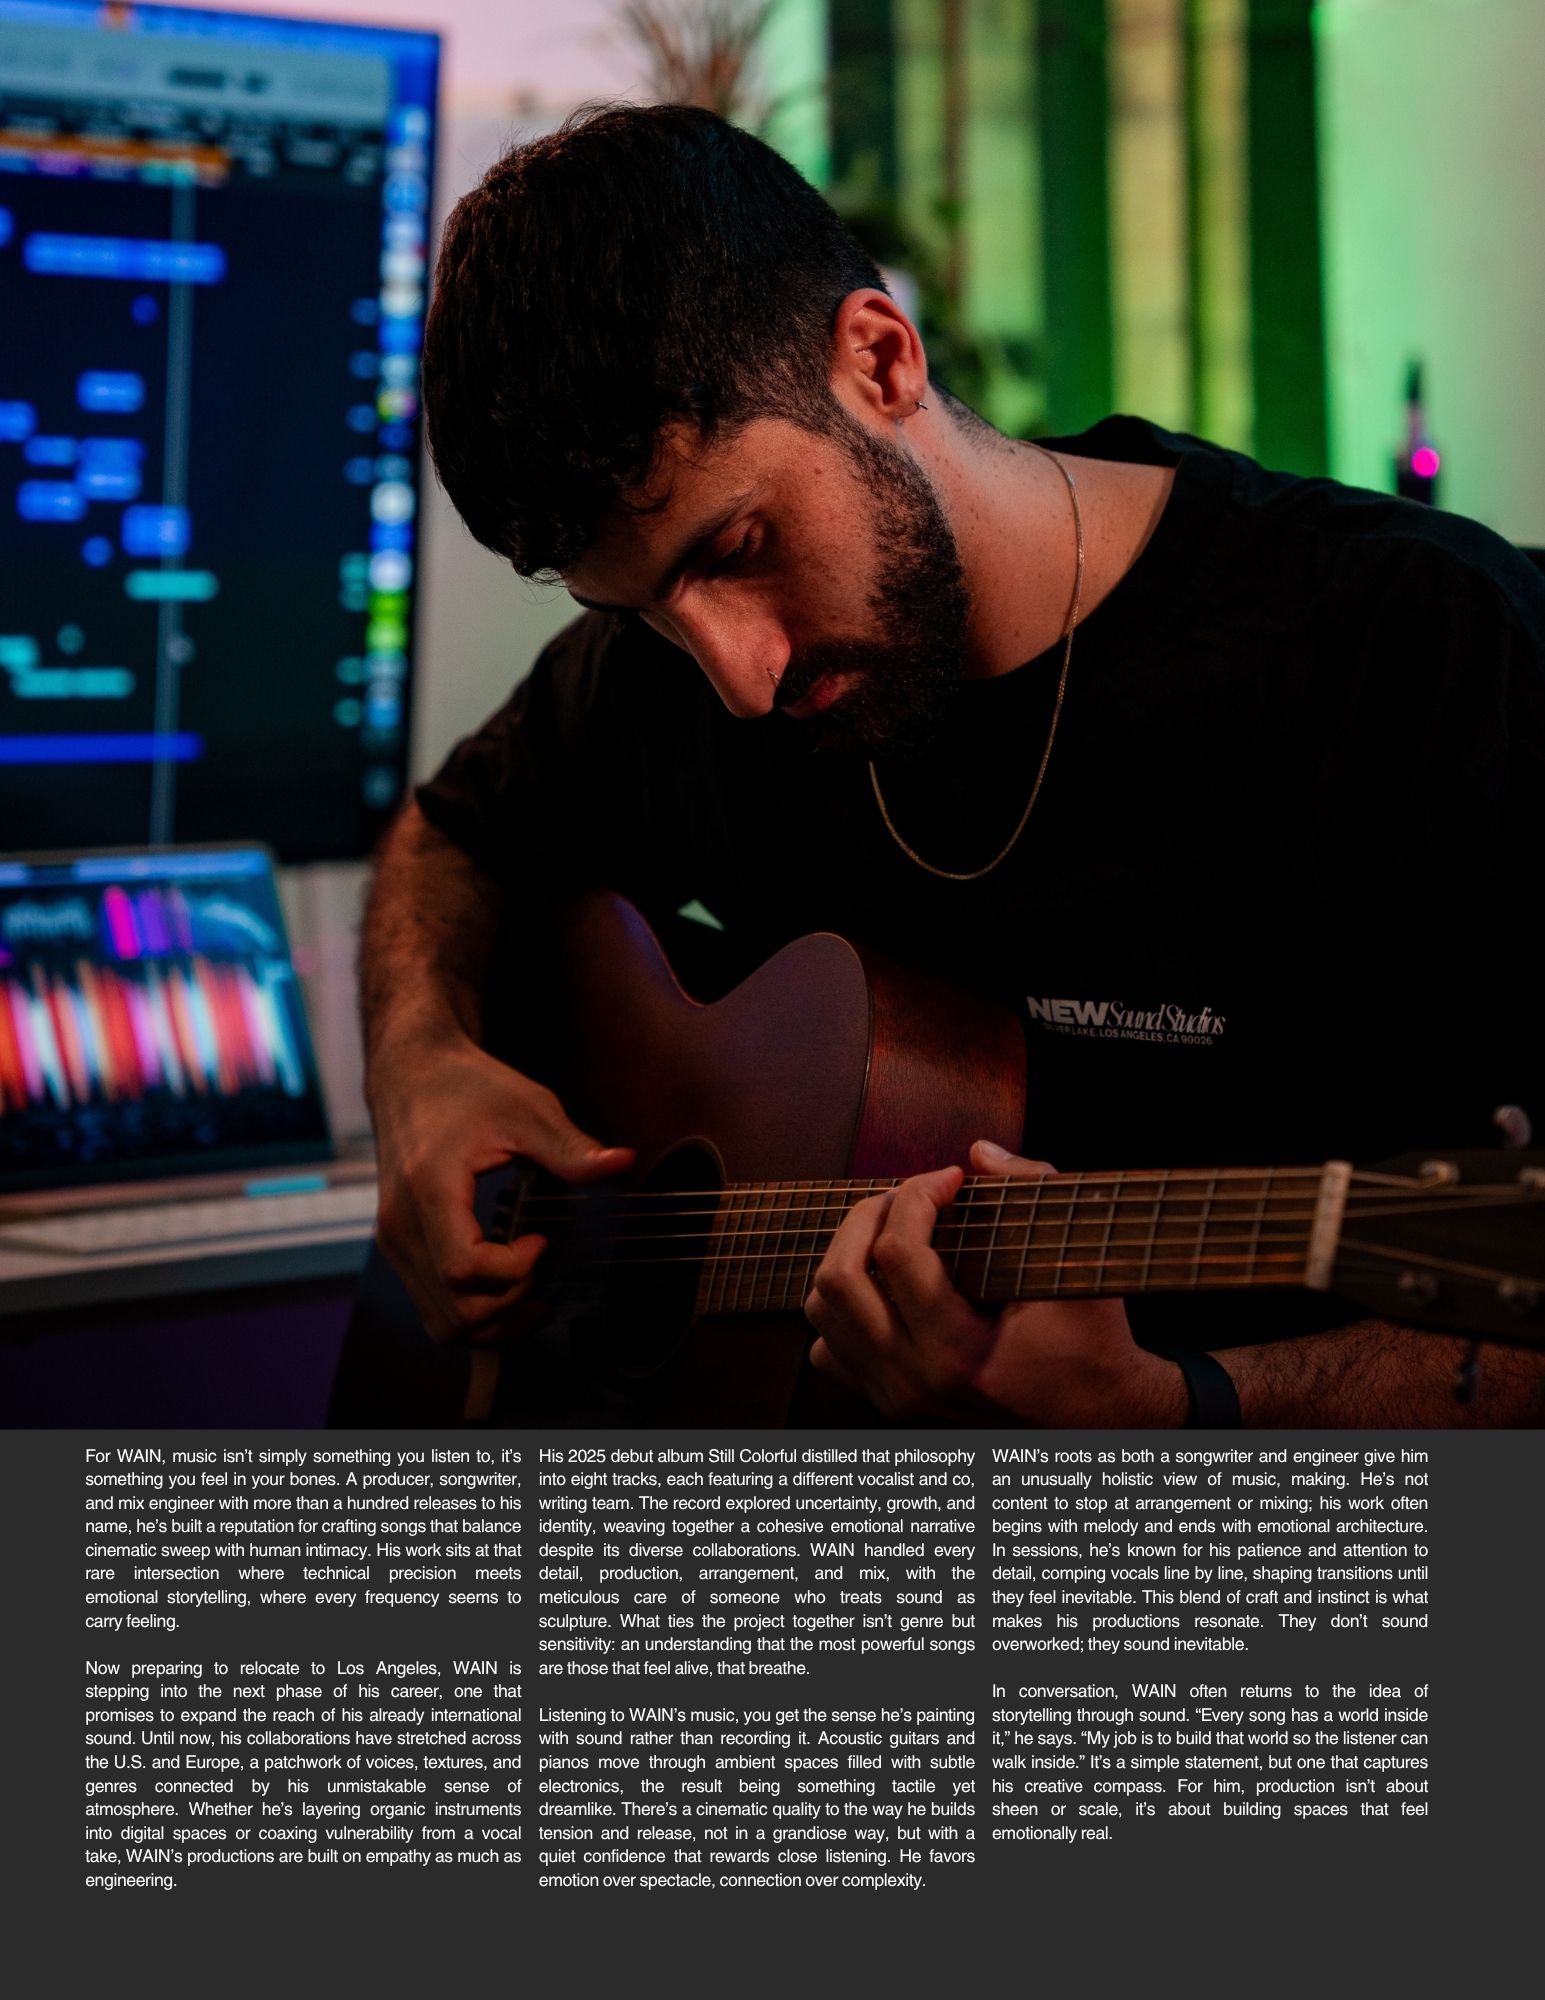 NEW Sound Studios
SILVER LAKE. LOS ANGELES, CA 90026
For WAIN, music isn’t simply something you listen to, it’s
something you feel in your bones. A producer, songwriter,
and mix engineer with more than a hundred releases to his
name, he’s built a reputation for crafting songs that balance
cinematic sweep with human intimacy. His work sits at that
rare intersection where technical precision meets
emotional storytelling, where every frequency seems to
carry feeling.
Now preparing to relocate to Los Angeles, WAIN is
stepping into the next phase of his career, one that
promises to expand the reach of his already international
sound. Until now, his collaborations have stretched across
the U.S. and Europe, a patchwork of voices, textures, and
genres connected by his unmistakable sense of
atmosphere. Whether he’s layering organic instruments
into digital spaces or coaxing vulnerability from a vocal
take, WAIN’s productions are built on empathy as much as
engineering.
His 2025 debut album Still Colorful distilled that philosophy
into eight tracks, each featuring a different vocalist and co,
writing team. The record explored uncertainty, growth, and
identity, weaving together a cohesive emotional narrative
despite its diverse collaborations. WAIN handled every
detail, production, arrangement, and mix, with the
meticulous care of someone who treats sound as
sculpture. What ties the project together isn’t genre but
sensitivity: an understanding that the most powerful songs
are those that feel alive, that breathe.
Listening to WAIN’s music, you get the sense he’s painting
with sound rather than recording it. Acoustic guitars and
pianos move through ambient spaces filled with subtle
electronics, the result being something tactile yet
dreamlike. There’s a cinematic quality to the way he builds
tension and release, not in a grandiose way, but with a
quiet confidence that rewards close listening. He favors
emotion over spectacle, connection over complexity.
WAIN’s roots as both a songwriter and engineer give him
an unusually holistic view of music, making. He’s not
content to stop at arrangement or mixing; his work often
begins with melody and ends with emotional architecture.
In sessions, he’s known for his patience and attention to
detail, comping vocals line by line, shaping transitions until
they feel inevitable. This blend of craft and instinct is what
makes his productions resonate. They don’t sound
overworked; they sound inevitable.
In conversation, WAIN often returns to the idea of
storytelling through sound. “Every song has a world inside
it,” he says. “My job is to build that world so the listener can
walk inside.” It’s a simple statement, but one that captures
his creative compass. For him, production isn’t about
sheen or scale, it’s about building spaces that feel
emotionally real.